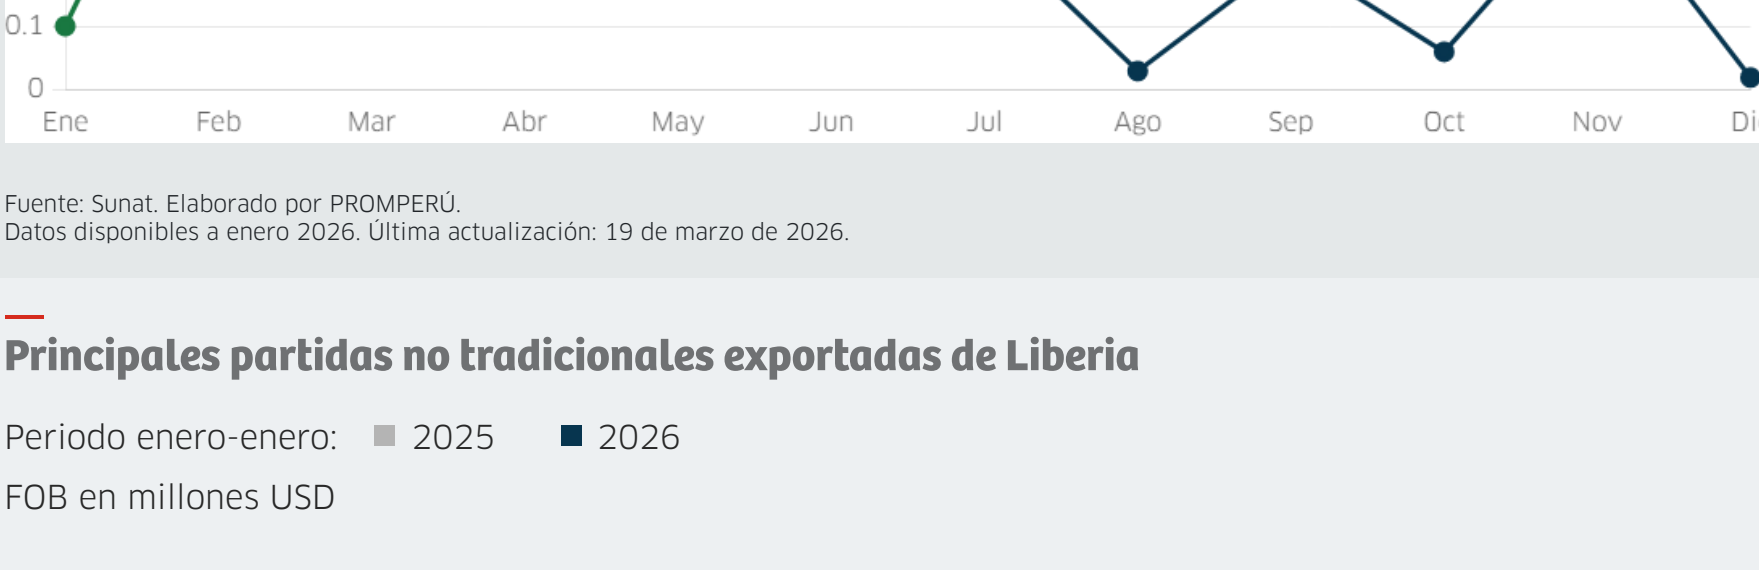 0.1
0
Ene Feb Mar Abr May Jun Jul Ago Sep Oct Nov
Fuente: Sunat. Elaborado por PROMPERÚ.
Datos disponibles a enero 2026. Última actualización: 19 de marzo de 2026.
Principales partidas no tradicionales exportadas de Liberia
Periodo enero-enero: 2025 2026
FOB en millones USD